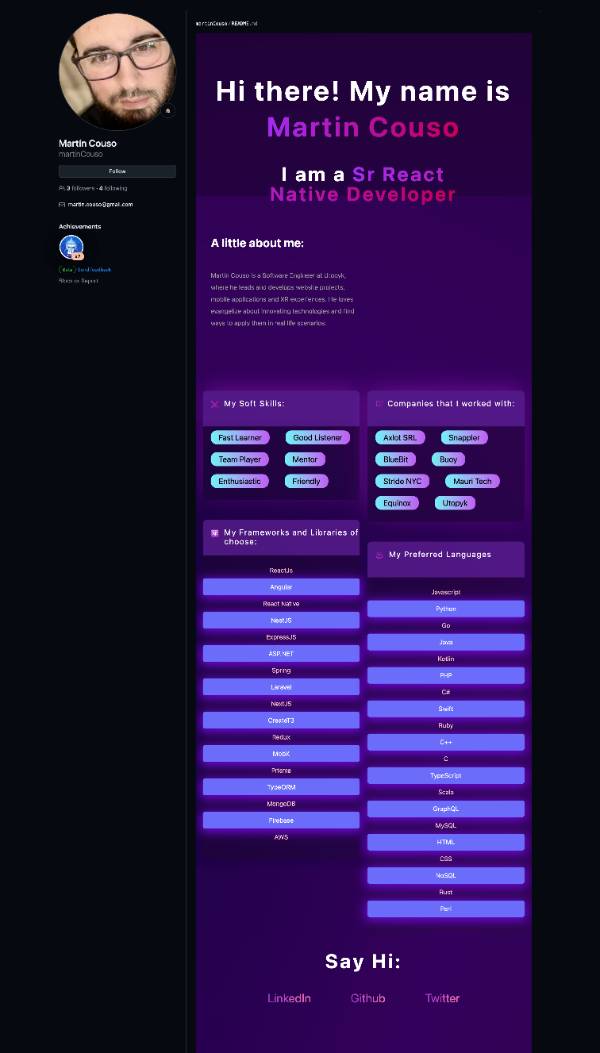 Martin Couso
martinCouso
Follow
3 followers · 4 following
martin.couso@gmail.com
Achievements
x2
Beta Send feedback
Block or Report
martinCouso/README.md
Hi there! My name is
Martin Couso
I am a Sr React
Native Developer
A little about me:
Martin Couso is a Software Engineer at Utopyk,
where he leads and develops website projects,
mobile applications and XR experiences. He loves
evangelize about innovating technologies and find
ways to apply them in real life scenarios.
My Soft Skills:
Fast Learner Good Listener
Team Player Mentor
Enthusiastic Friendly
Companies that I worked with:
Axlot SRL Snappler
BlueBit Buoy
Stride NYC Mauri Tech
Equinox Utopyk
My Frameworks and Libraries of
choose:
ReactJs
Angular
React Native
NestJS
ExpressJS
ASP.NET
Spring
Laravel
NextJS
CreateT3
Redux
MobX
Prisma
TypeORM
MongoDB
Firebase
AWS
My Preferred Languages
Javascript
Python
Go
Java
Kotlin
PHP
C#
Swift
Ruby
C++
C
TypeScript
Scala
GraphQL
MySQL
HTML
CSS
NoSQL
Rust
Perl
Say Hi:
LinkedIn Github Twitter